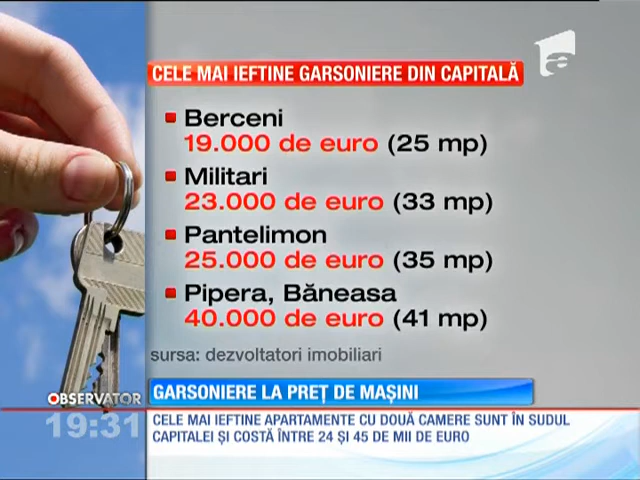 CELE MAI IEFTINE GARSONIERE DIN CAPITALĂ
Berceni
19.000 de euro (25 mp)
Militari
23.000 de euro (33 mp)
Pantelimon
25.000 de euro (35 mp)
Pipera, Băneasa
40.000 de euro (41 mp)
sursa: dezvoltatori imobiliari
OBSERVATOR
GARSONIERE LA PREȚ DE MAȘINI
19:31
CELE MAI IEFTINE APARTAMENTE CU DOUĂ CAMERE SUNT ÎN SUDUL
CAPITALEI ȘI COSTĂ ÎNTRE 24 ȘI 45 DE MII DE EURO